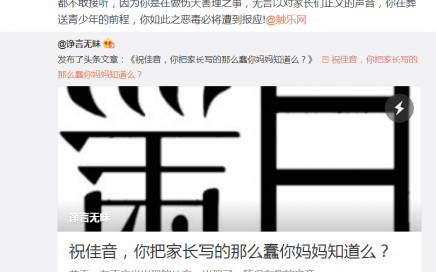 都不敢接听，因为你是在做伤天害理之事，无言以对家长们正义的声音，你在葬
送青少年的前程，你如此之恶毒必将遭到报应!@触乐网
@诤言无昧
发布了头条文章：《祝佳音，你把家长写的那么蠢你妈妈知道么？》 祝佳音，你把家长写的那么
蠢你妈妈知道么？
诤言无昧
祝佳音，你把家长写的那么蠢你妈妈知道么？